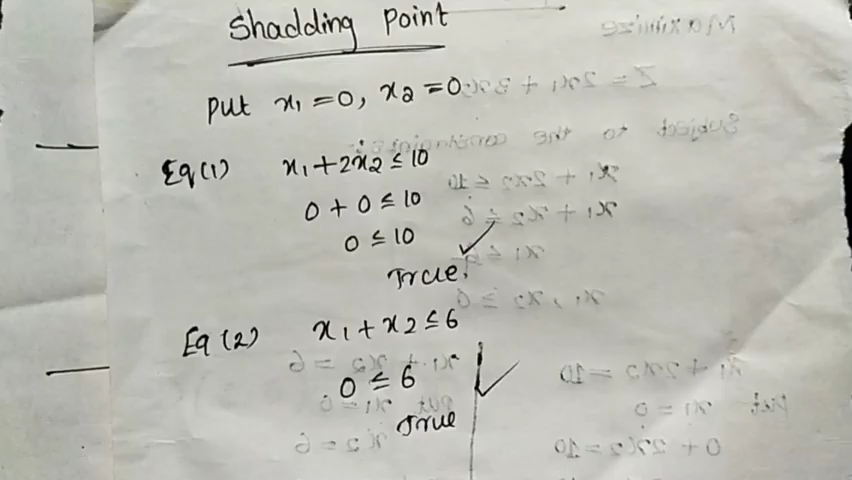 Shadding Point
Put x₁ = 0, x₂ = 0
Eq (1) x₁ + 2x₂ ≤ 10
0 + 0 ≤ 10
0 ≤ 10
True.
Eq (2) x₁ + x₂ ≤ 6
0 ≤ 6
True